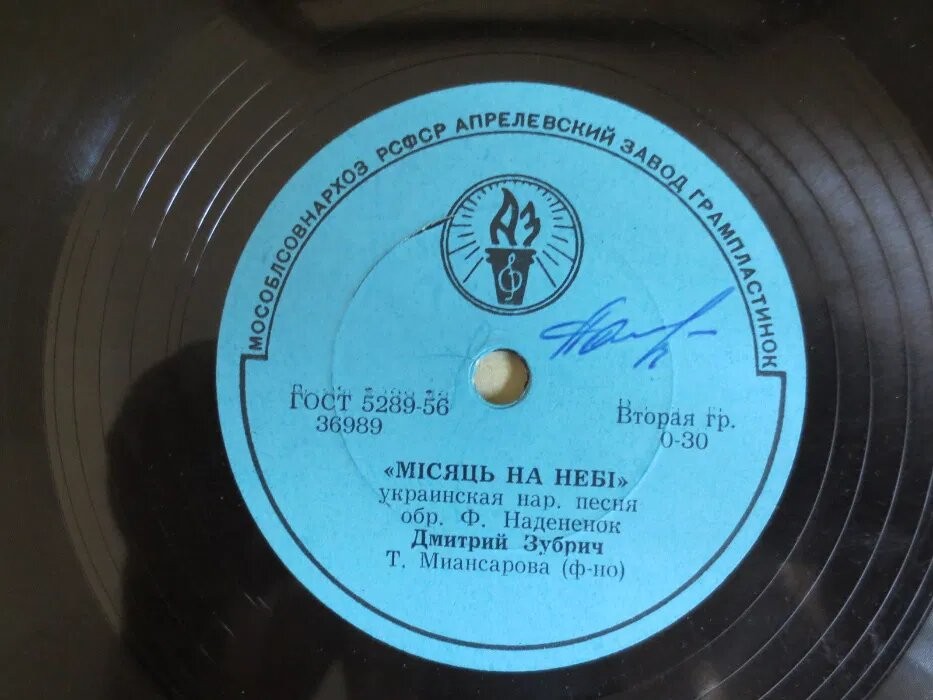 МОСОБЛСОВНАРХОЗ РСФСР АПРЕЛЕВСКИЙ ЗАВОД ГРАМПЛАСТИНОК
АЗ
ГОСТ 5289-56
36989
Вторая гр.
0-30
«МІСЯЦЬ НА НЕБІ»
украинская нар. песня
обр. Ф. Надененок
Дмитрий Зубрич
Т. Миансарова (ф-но)